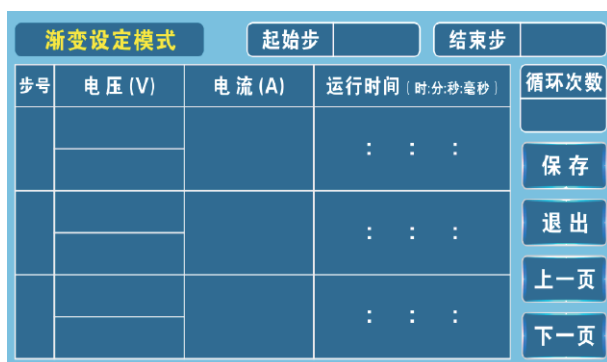 渐变设定模式 起始步 结束步
步号 电压(V) 电流(A) 运行时间(时:分:秒:毫秒) 循环次数
: : :
保存
: : :
退出
上一页
: : :
下一页